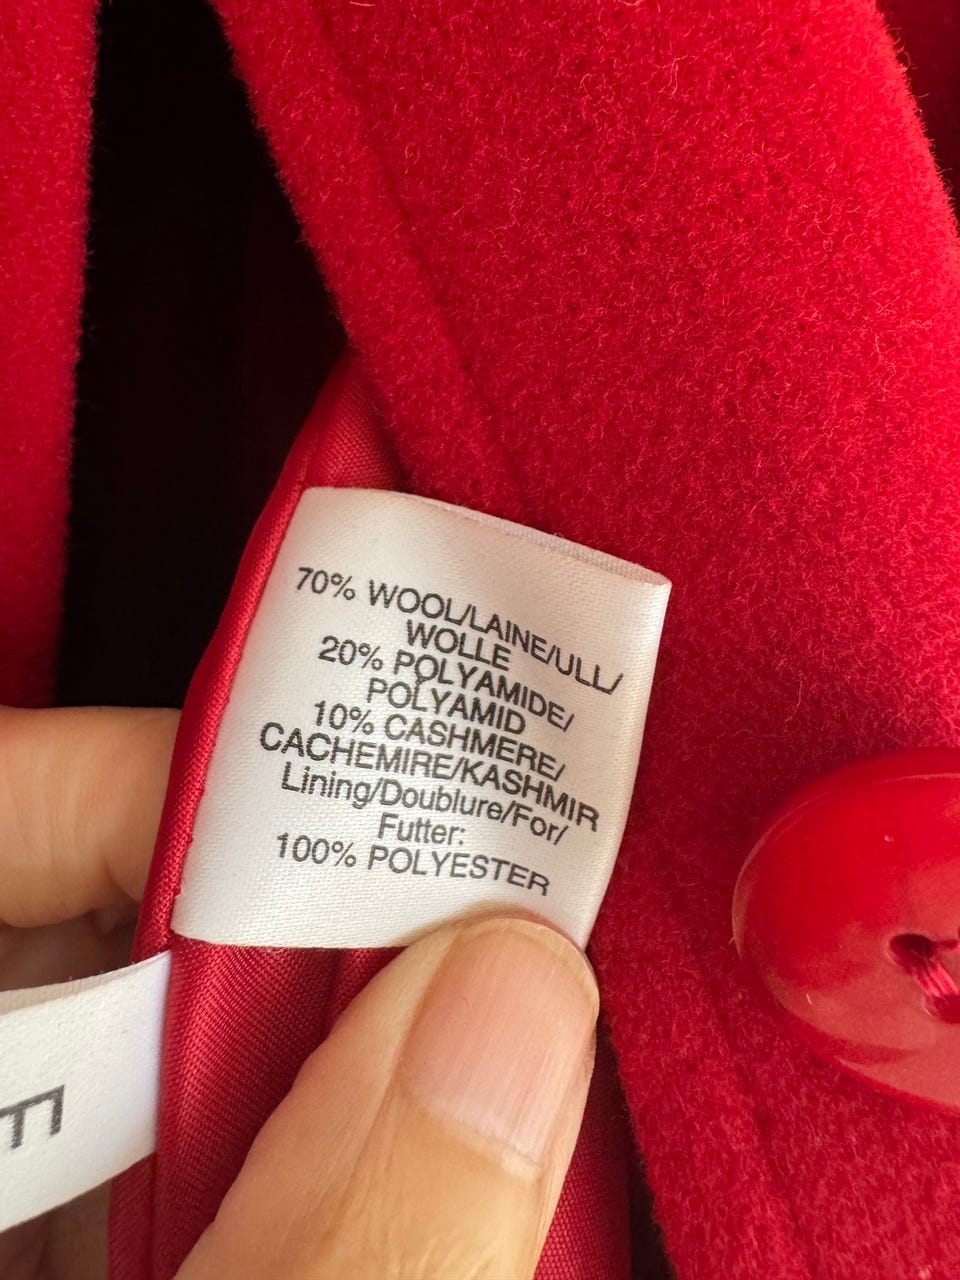 70% WOOL/LAINE/ULL/
WOLLE
20% POLYAMIDE/
POLYAMID
10% CASHMERE/
CACHEMIRE/KASHMIR
Lining/Doublure/For/
Futter:
100% POLYESTER
E